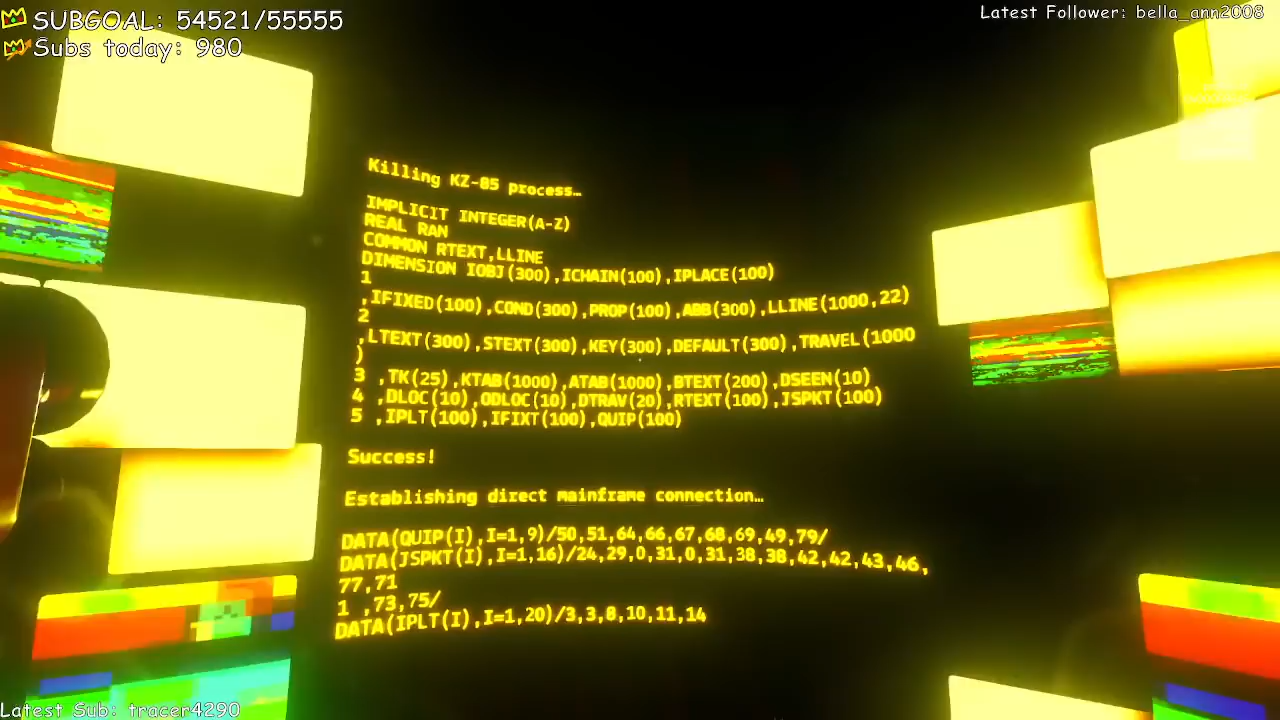 SUBGOAL: 54521/55555
Subs today: 980
Latest Follower: bella_ann2008
Killing KZ-05 process…
IMPLICIT INTEGER(A-Z)
REAL RAN
COMMON RTEXT,LLINE
DIMENSION IOBJ(300),ICHAIN(100),IPLACE(100)
1
,IFIXED(100),COND(300),PROP(100),ABB(300),LLINE(1000,22)
2
,LTEXT(300),STEXT(300),KEY(300),DEFAULT(300),TRAVEL(1000
)
3 ,TK(25),KTAB(1000),ATAB(1000),BTEXT(200),DSEEN(10)
4 ,DLOC(10),ODLOC(10),DTRAV(20),RTEXT(100),JSPKT(100)
5 ,IPLT(100),IFIXT(100),QUIP(100)
Success!
Establishing direct mainframe connection…
DATA(QUIP(I),I=1,9)/50,51,64,66,67,68,69,49,79/
DATA(JSPKT(I),I=1,16)/24,29,0,31,0,31,38,38,42,42,43,46,
77,71
1 ,73,75/
DATA(IPLT(I),I=1,20)/3,3,8,10,11,14
Latest Sub: tracer4290